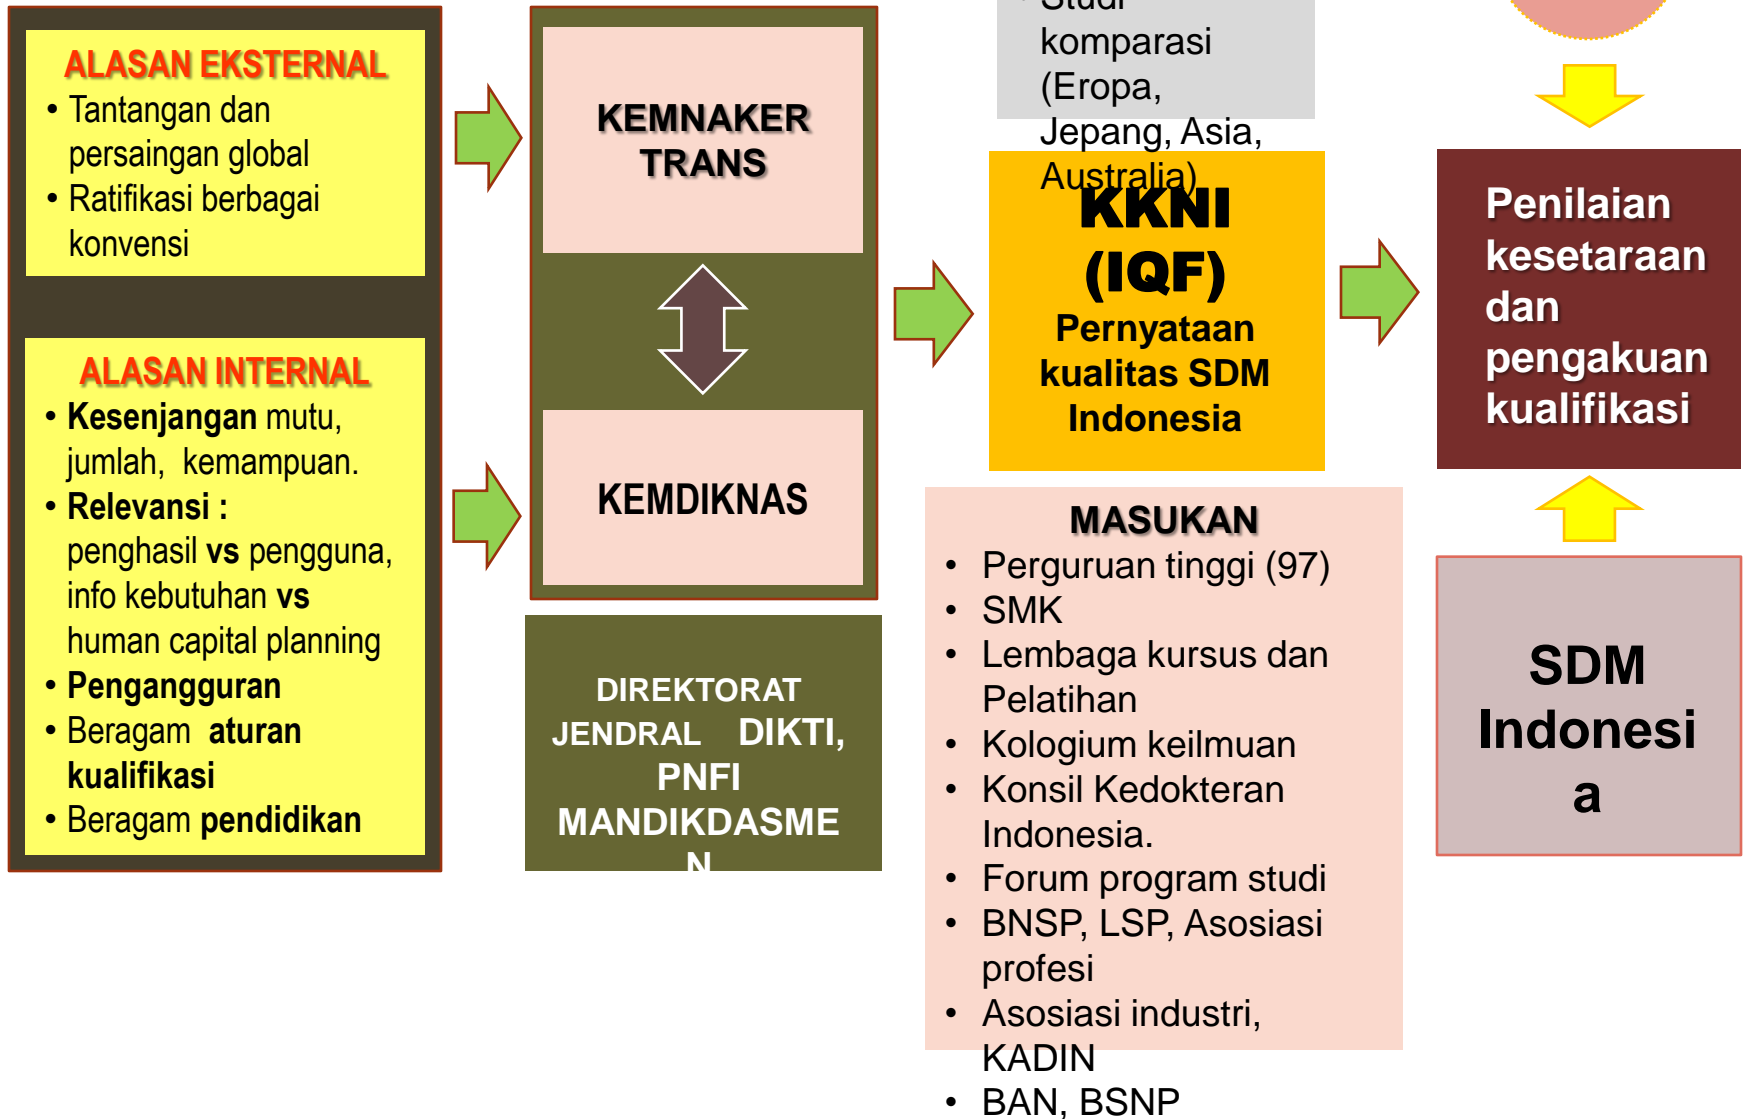 ALASAN EKSTERNAL
• Tantangan dan
persaingan global
• Ratifikasi berbagai
konvensi
ALASAN INTERNAL
• Kesenjangan mutu,
jumlah, kemampuan.
• Relevansi :
penghasil vs pengguna,
info kebutuhan vs
human capital planning
• Pengangguran
• Beragam aturan
kualifikasi
• Beragam pendidikan
KEMNAKER
TRANS
KEMDIKNAS
DIREKTORAT
JENDRAL DIKTI,
PNFI
MANDIKDASME
N
• Studi
komparasi
(Eropa,
Jepang, Asia,
Australia)
KKNI
(IQF)
Pernyataan
kualitas SDM
Indonesia
MASUKAN
• Perguruan tinggi (97)
• SMK
• Lembaga kursus dan
Pelatihan
• Kologium keilmuan
• Konsil Kedokteran
Indonesia.
• Forum program studi
• BNSP, LSP, Asosiasi
profesi
• Asosiasi industri,
KADIN
• BAN, BSNP
Penilaian
kesetaraan
dan
pengakuan
kualifikasi
SDM
Indonesi
a